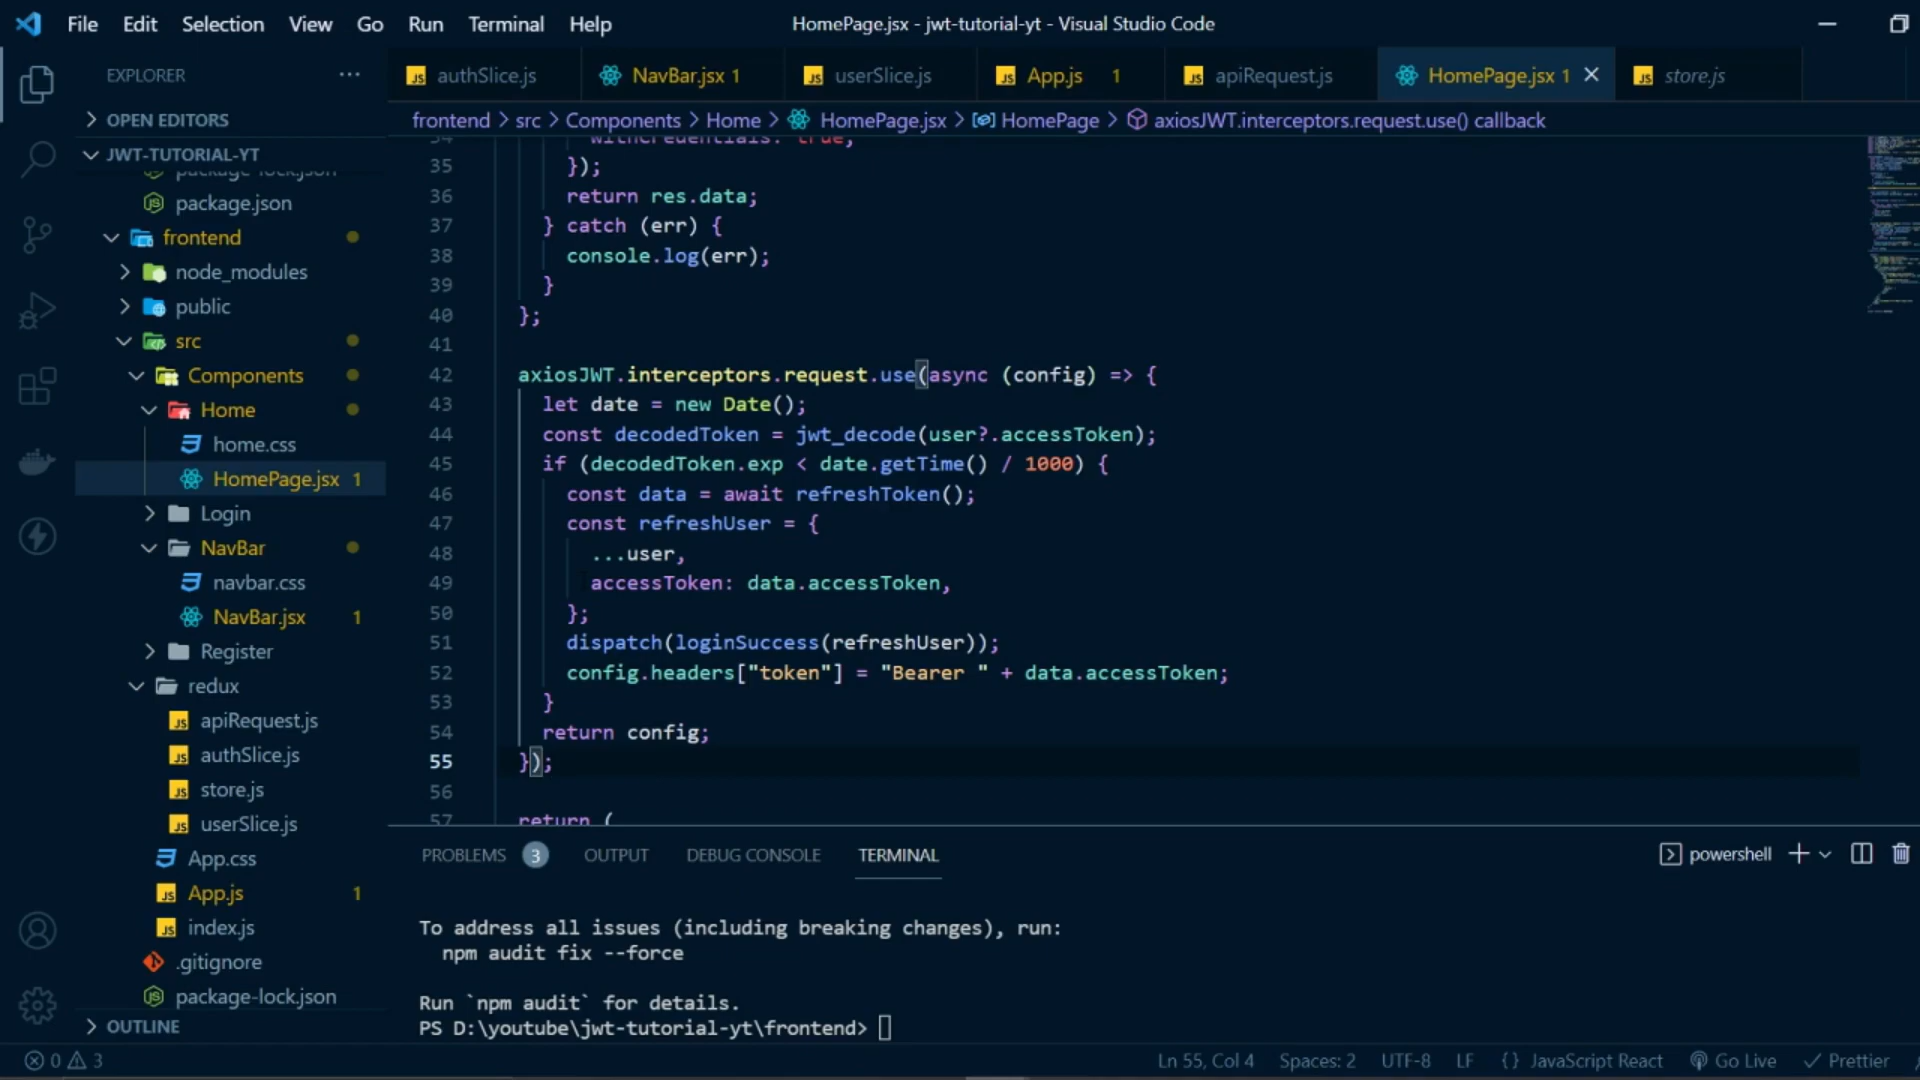 File Edit Selection View Go Run Terminal Help
HomePage.jsx - jwt-tutorial-yt - Visual Studio Code
EXPLORER
authSlice.js
NavBar.jsx 1
userSlice.js
App.js 1
apiRequest.js
HomePage.jsx 1
store.js
frontend > src > Components > Home > HomePage.jsx > HomePage > axiosJWT.interceptors.request.use() callback
OPEN EDITORS
JWT-TUTORIAL-YT
package-lock.json
package.json
frontend
node_modules
public
src
Components
Home
home.css
HomePage.jsx 1
Login
NavBar
navbar.css
NavBar.jsx 1
Register
redux
apiRequest.js
authSlice.js
store.js
userSlice.js
App.css
App.js 1
index.js
.gitignore
package-lock.json
OUTLINE
34 withCredentials: true,
35 });
36 return res.data;
37 } catch (err) {
38 console.log(err);
39 }
40 };
41
42 axiosJWT.interceptors.request.use(async (config) => {
43 let date = new Date();
44 const decodedToken = jwt_decode(user?.accessToken);
45 if (decodedToken.exp < date.getTime() / 1000) {
46 const data = await refreshToken();
47 const refreshUser = {
48 ...user,
49 accessToken: data.accessToken,
50 };
51 dispatch(loginSuccess(refreshUser));
52 config.headers["token"] = "Bearer " + data.accessToken;
53 }
54 return config;
55 });
56
57 return (
PROBLEMS 3 OUTPUT DEBUG CONSOLE TERMINAL
powershell
To address all issues (including breaking changes), run:
npm audit fix --force
Run `npm audit` for details.
PS D:\youtube\jwt-tutorial-yt\frontend>
0 3
Ln 55, Col 4 Spaces: 2 UTF-8 LF {} JavaScript React Go Live Prettier